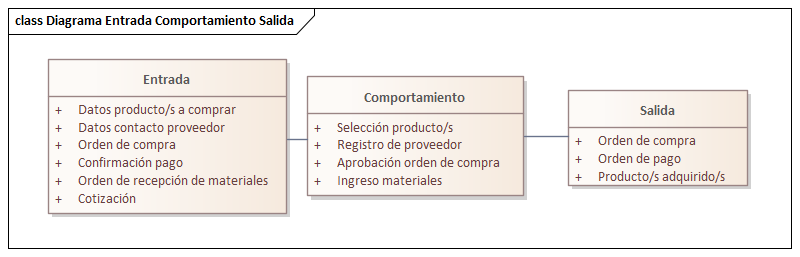 class Diagrama Entrada Comportamiento Salida
Entrada
+ Datos producto/s a comprar
+ Datos contacto proveedor
+ Orden de compra
+ Confirmación pago
+ Orden de recepción de materiales
+ Cotización
Comportamiento
+ Selección producto/s
+ Registro de proveedor
+ Aprobación orden de compra
+ Ingreso materiales
Salida
+ Orden de compra
+ Orden de pago
+ Producto/s adquirido/s